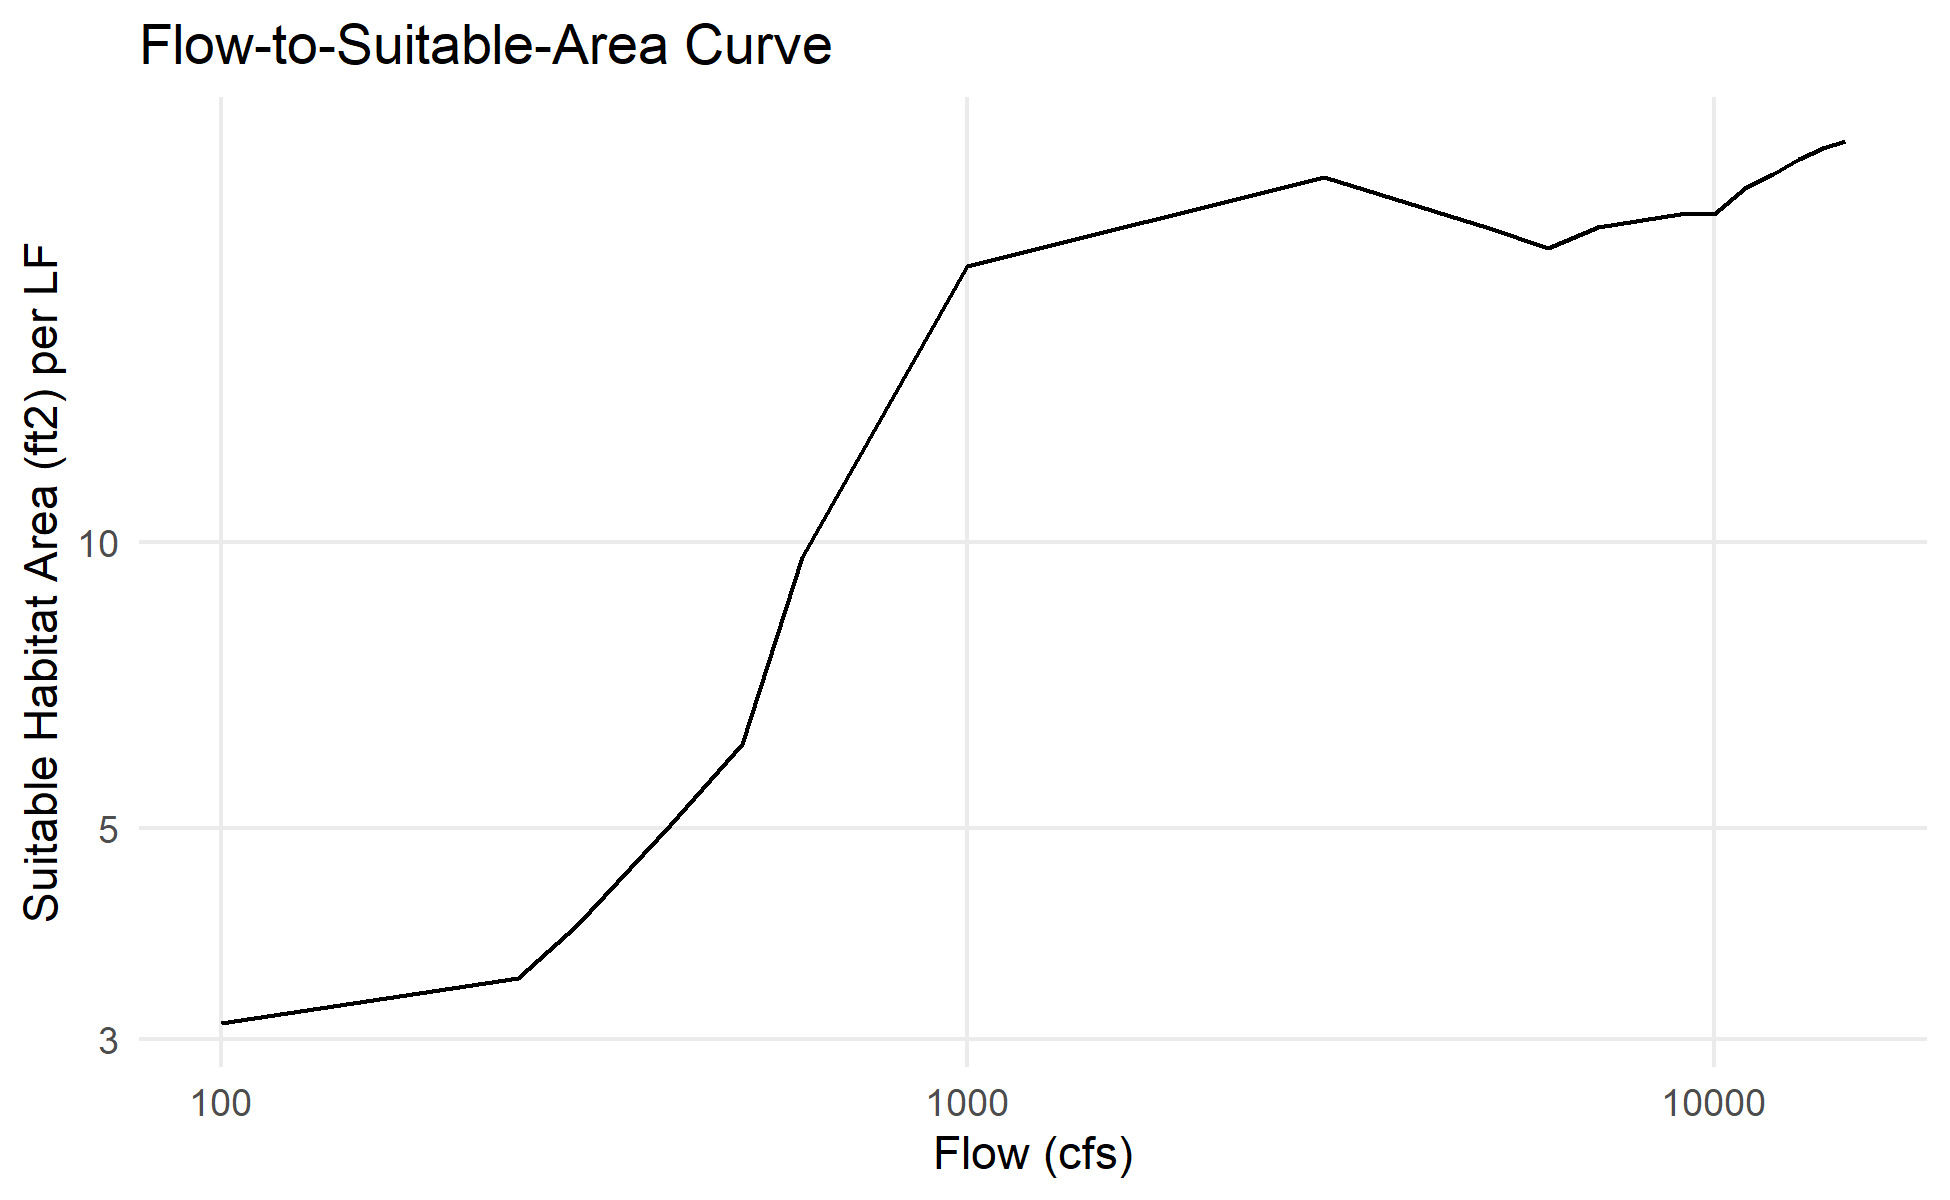 Flow-to-Suitable-Area Curve
Suitable Habitat Area (ft2) per LF
10
5
3
100
1000
10000
Flow (cfs)